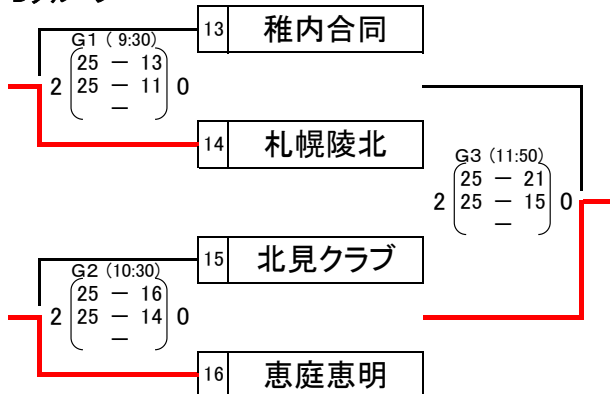 13 稚内合同
G1 ( 9:30)
25 － 13
2 25 － 11 0
－
14 札幌陵北
G3 (11:50)
25 － 21
2 25 － 15 0
－
15 北見クラブ
G2 (10:30)
25 － 16
2 25 － 14 0
－
16 恵庭恵明